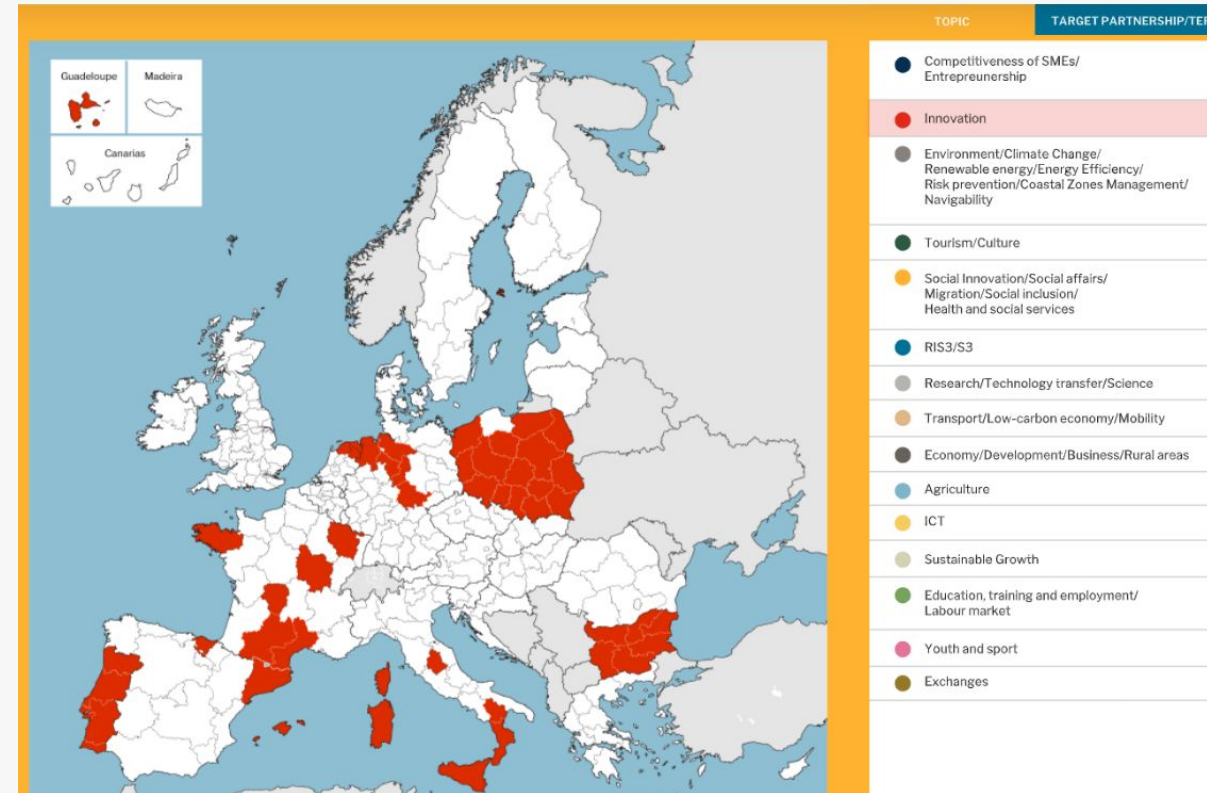 TOPIC
TARGET PARTNERSHIP/TER
Guadeloupe
Madeira
Canarias
Competitiveness of SMEs/
Entrepreunership
Innovation
Environment/Climate Change/
Renewable energy/Energy Efficiency/
Risk prevention/Coastal Zones Management/
Navigability
Tourism/Culture
Social Innovation/Social affairs/
Migration/Social inclusion/
Health and social services
RIS3/S3
Research/Technology transfer/Science
Transport/Low-carbon economy/Mobility
Economy/Development/Business/Rural areas
Agriculture
ICT
Sustainable Growth
Education, training and employment/
Labour market
Youth and sport
Exchanges